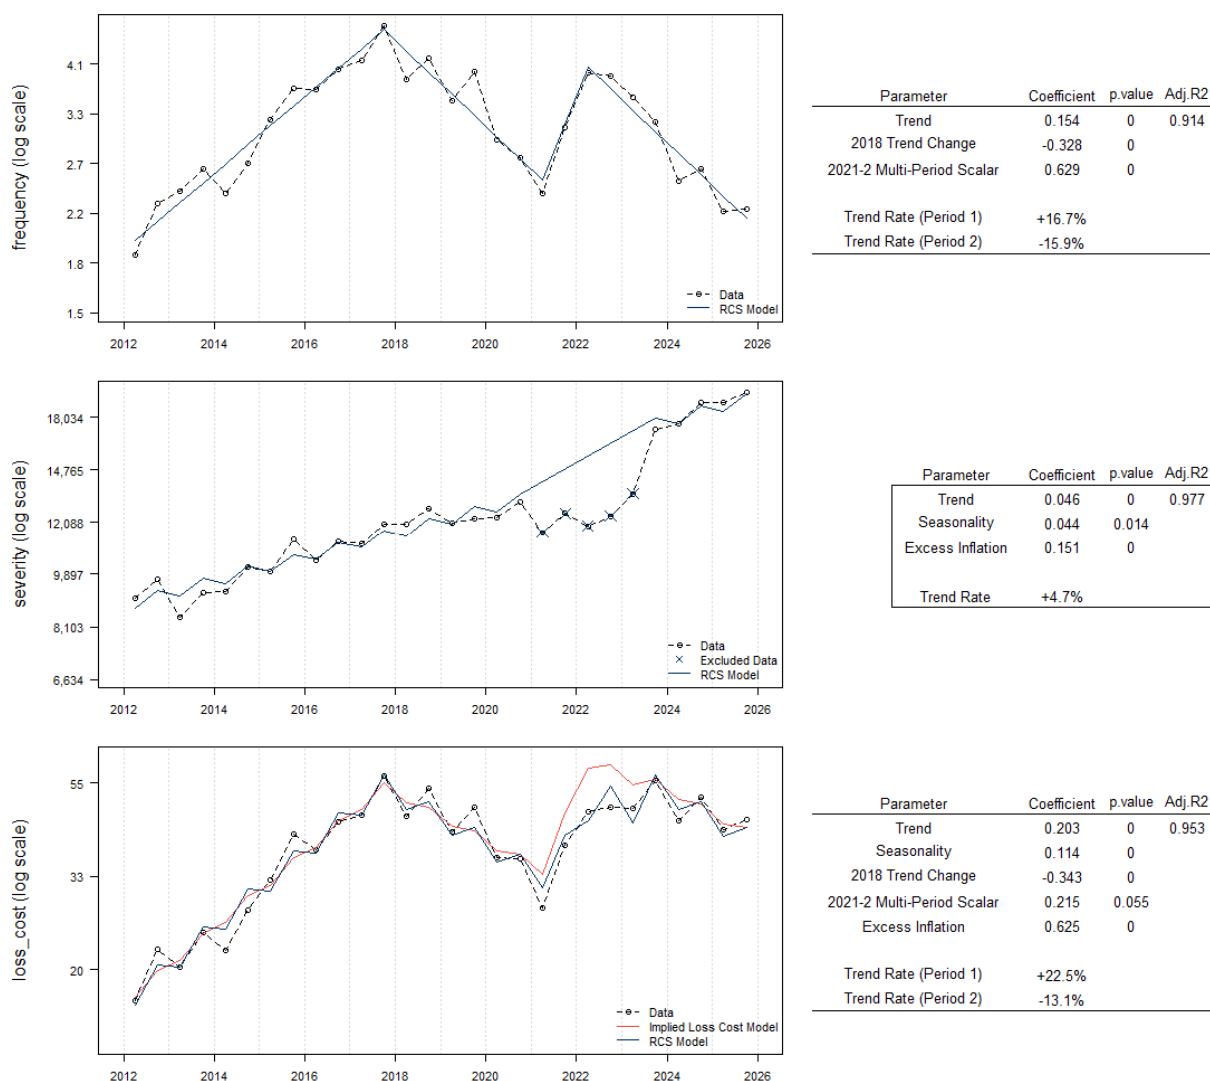 frequency (log scale)
4.1
3.3
2.7
2.2
1.8
1.5
Data
RCS Model
2012 2014 2016 2018 2020 2022 2024 2026
Parameter Coefficient p.value Adj.R2
Trend 0.154 0 0.914
2018 Trend Change -0.328 0
2021-2 Multi-Period Scalar 0.629 0
Trend Rate (Period 1) +16.7%
Trend Rate (Period 2) -15.9%
severity (log scale)
18,034
14,765
12,088
9,897
8,103
6,634
Data
Excluded Data
RCS Model
2012 2014 2016 2018 2020 2022 2024 2026
Parameter Coefficient p.value Adj.R2
Trend 0.046 0 0.977
Seasonality 0.044 0.014
Excess Inflation 0.151 0
Trend Rate +4.7%
loss_cost (log scale)
55
33
20
Data
Implied Loss Cost Model
RCS Model
2012 2014 2016 2018 2020 2022 2024 2026
Parameter Coefficient p.value Adj.R2
Trend 0.203 0 0.953
Seasonality 0.114 0
2018 Trend Change -0.343 0
2021-2 Multi-Period Scalar 0.215 0.055
Excess Inflation 0.625 0
Trend Rate (Period 1) +22.5%
Trend Rate (Period 2) -13.1%